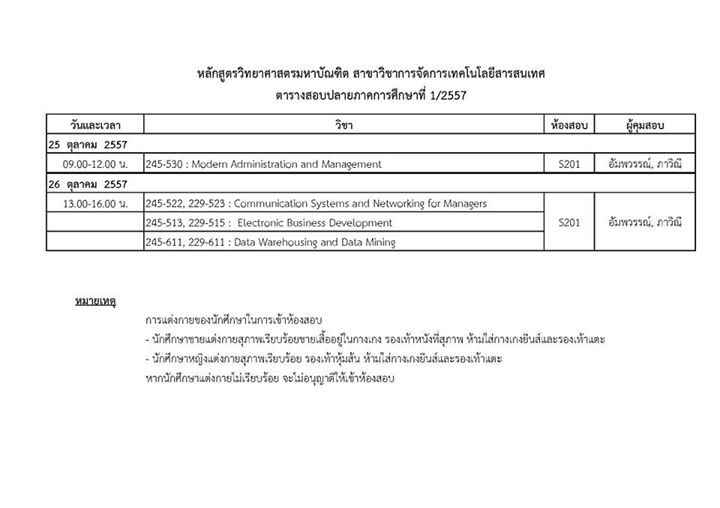 หลักสูตรวิทยาศาสตรมหาบัณฑิต สาขาวิชาการจัดการเทคโนโลยีสารสนเทศ
ตารางสอบปลายภาคการศึกษาที่ 1/2557
วันและเวลา วิชา ห้องสอบ ผู้คุมสอบ
25 ตุลาคม 2557
09.00-12.00 น. 245-530 : Modern Administration and Management S201 อัมพวรรณ์, ภาวิณี
26 ตุลาคม 2557
13.00-16.00 น. 245-522, 229-523 : Communication Systems and Networking for Managers
245-513, 229-515 : Electronic Business Development S201 อัมพวรรณ์, ภาวิณี
245-611, 229-611 : Data Warehousing and Data Mining
หมายเหตุ
การแต่งกายของนักศึกษาในการเข้าห้องสอบ
- นักศึกษาชายแต่งกายสุภาพเรียบร้อยชายเสื้ออยู่ในกางเกง รองเท้าหนังที่สุภาพ ห้ามใส่กางเกงยีนส์และรองเท้าแตะ
- นักศึกษาหญิงแต่งกายสุภาพเรียบร้อย รองเท้าหุ้มส้น ห้ามใส่กางเกงยีนส์และรองเท้าแตะ
หากนักศึกษาแต่งกายไม่เรียบร้อย จะไม่อนุญาติให้เข้าห้องสอบ